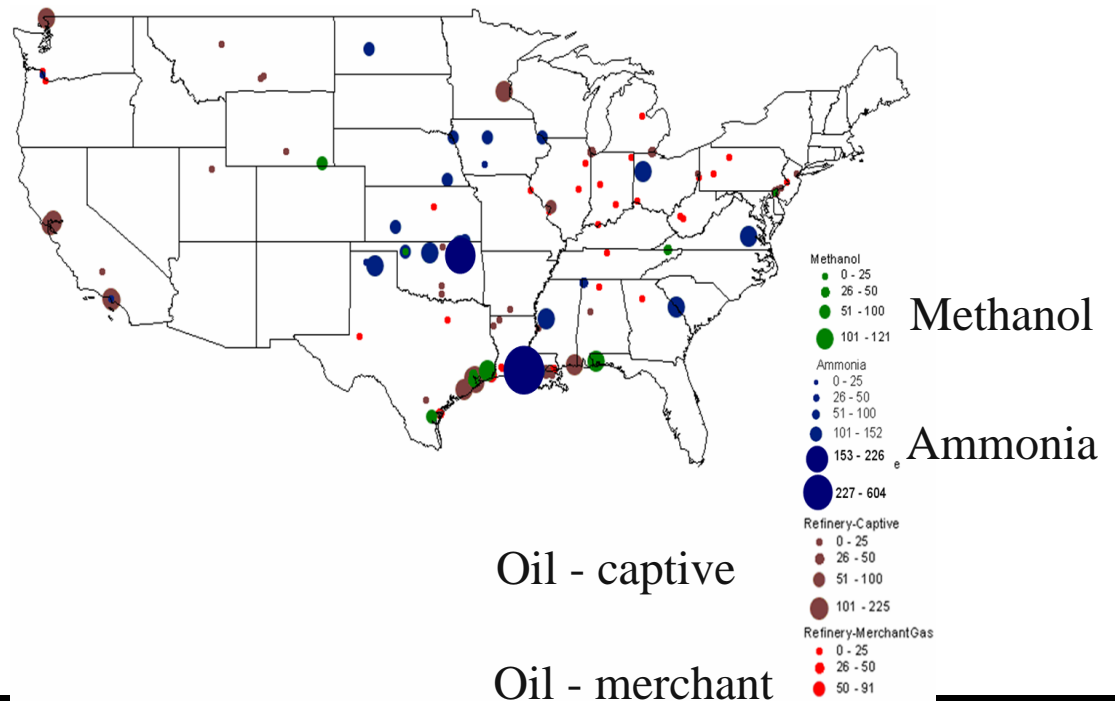 Methanol
0 - 25
26 - 50
51 - 100
101 - 121
Methanol
Ammonia
0 - 25
26 - 50
51 - 100
101 - 152
153 - 226
e
227 - 604
Ammonia
Refinery-Captive
0 - 25
26 - 50
51 - 100
101 - 225
Oil - captive
Refinery-MerchantGas
0 - 25
26 - 50
50 - 91
Oil - merchant